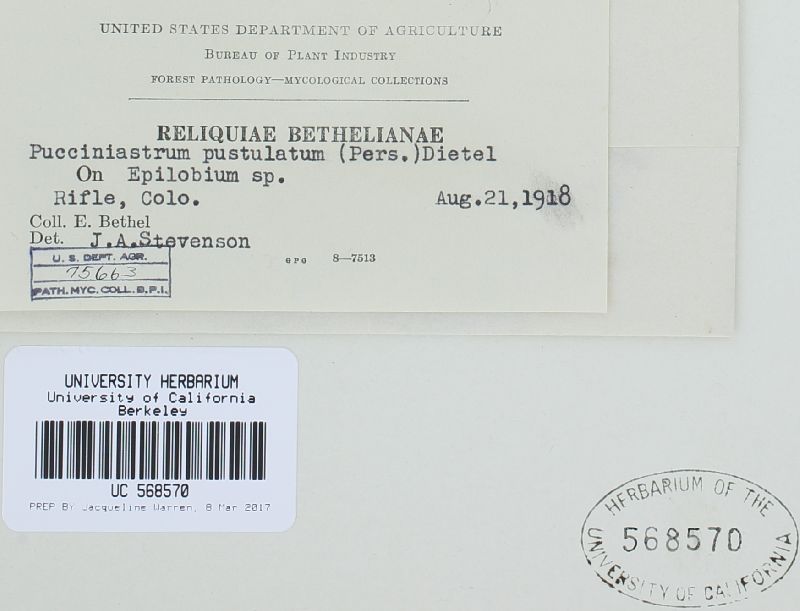 UNITED STATES DEPARTMENT OF AGRICULTURE
BUREAU OF PLANT INDUSTRY
FOREST PATHOLOGY—MYCOLOGICAL COLLECTIONS
RELIQUIAE BETHELIANAE
Pucciniastrum pustulatum (Pers.)Dietel
On Epilobium sp.
Rifle, Colo. Aug.21,1918
Coll. E. Bethel
Det. J.A.Stevenson
U. S. DEPT. AGR.
75663
PATH. MYC. COLL. B.P.I.
GPO 8—7513
UNIVERSITY HERBARIUM
University of California
Berkeley
UC 568570
PREP BY Jacqueline Warren, 8 Mar 2017
HERBARIUM OF THE
568570
UNIVERSITY OF CALIFORNIA